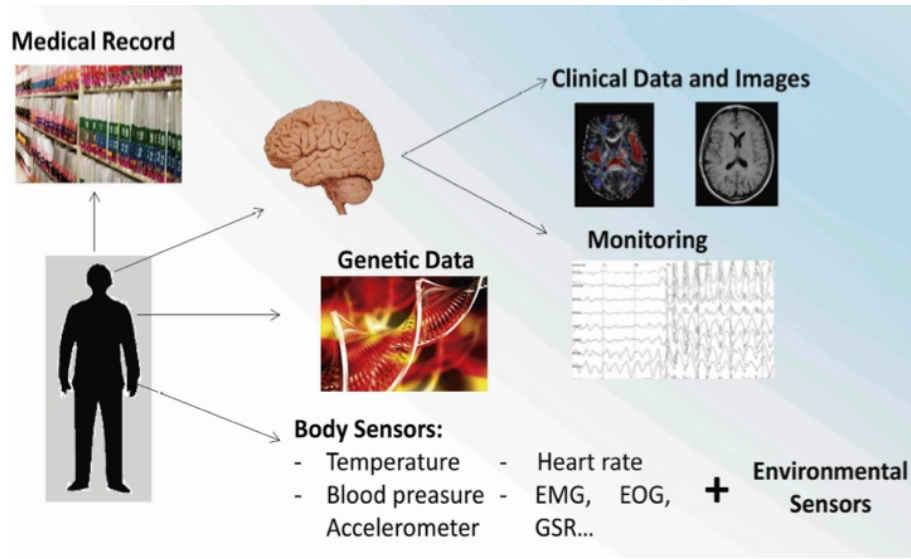 Medical Record
Clinical Data and Images
Monitoring
Genetic Data
Body Sensors:
- Temperature - Heart rate
- Blood preasure - EMG, EOG,
Accelerometer GSR...
+ Environmental
Sensors